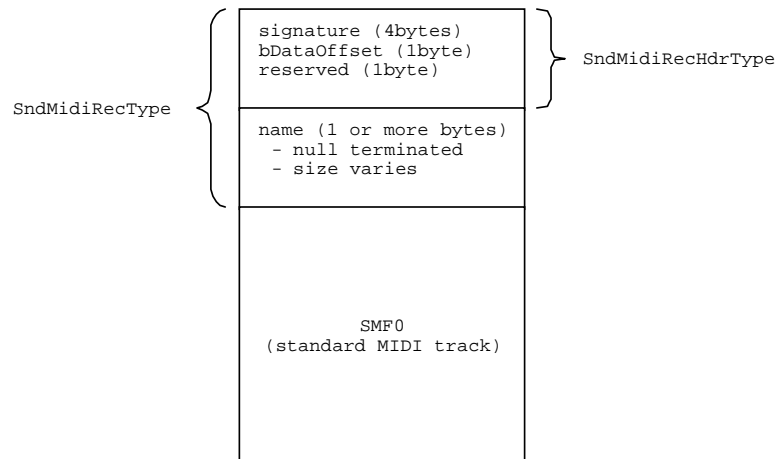 signature (4bytes)
bDataOffset (1byte)
reserved (1byte)
SndMidiRecHdrType
SndMidiRecType
name (1 or more bytes)
- null terminated
- size varies
SMF0
(standard MIDI track)